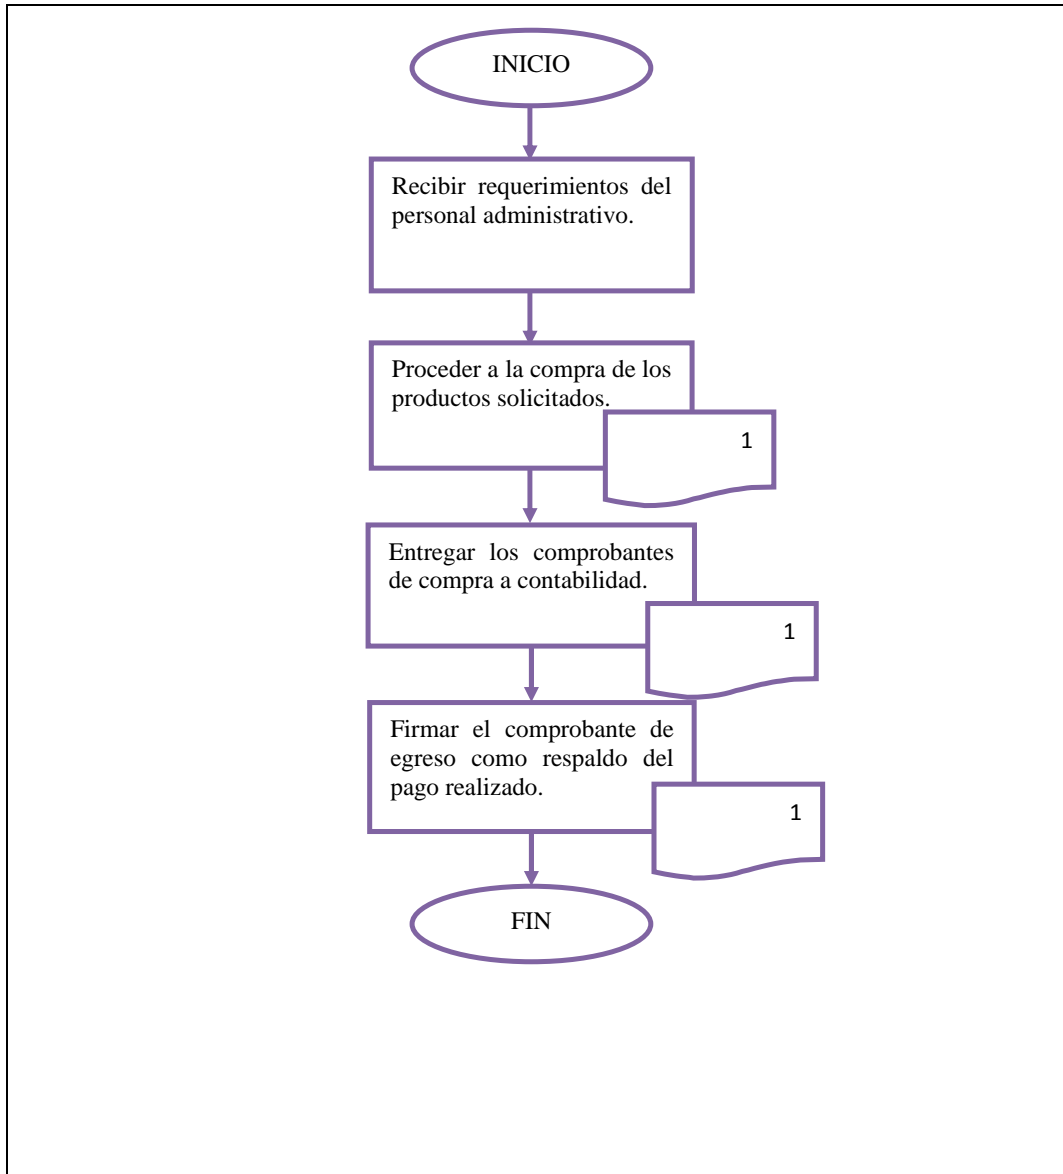 INICIO
Recibir requerimientos del
personal administrativo.
Proceder a la compra de los
productos solicitados.
1
Entregar los comprobantes
de compra a contabilidad.
1
Firmar el comprobante de
egreso como respaldo del
pago realizado.
1
FIN